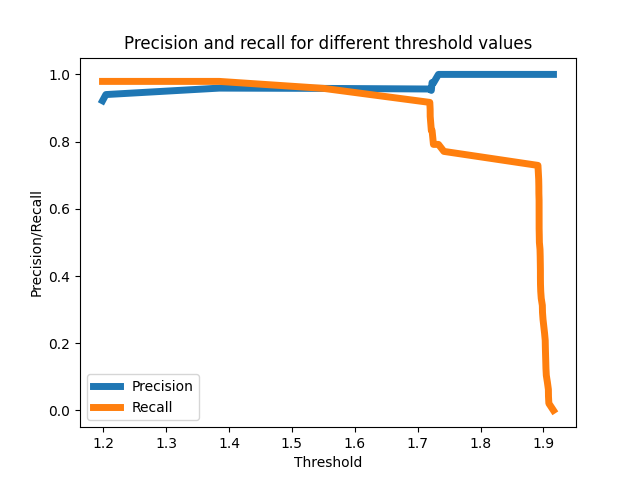 Precision and recall for different threshold values
Precision/Recall
1.0
0.8
0.6
0.4
0.2
0.0
Precision
Recall
1.2 1.3 1.4 1.5 1.6 1.7 1.8 1.9
Threshold